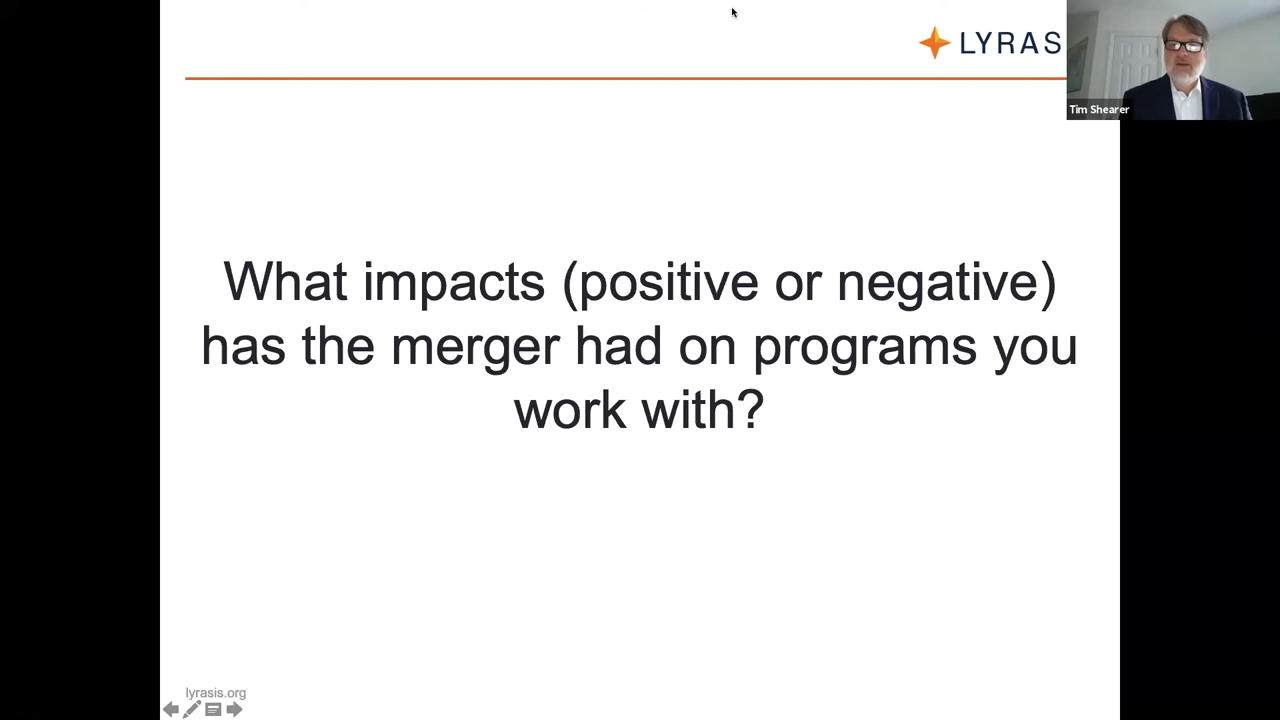 LYRAS
Tim Shearer
What impacts (positive or negative)
has the merger had on programs you
work with?
lyrasis.org